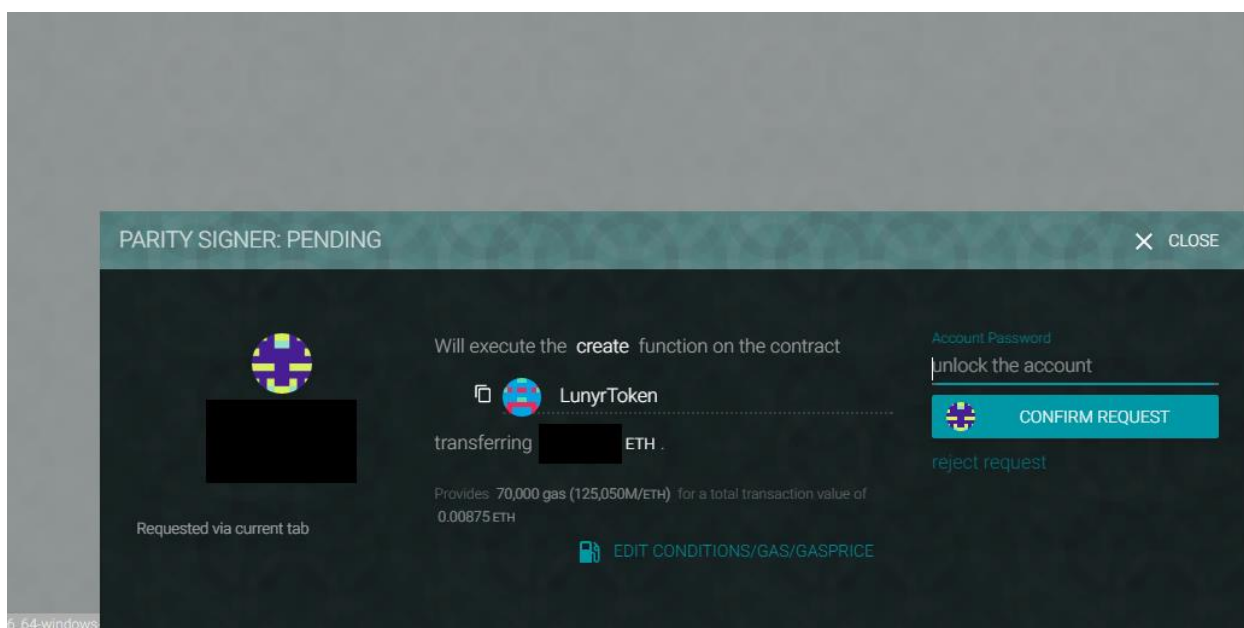 PARITY SIGNER: PENDING
CLOSE
Will execute the create function on the contract
LunyrToken
transferring ETH .
Provides 70,000 gas (125,050M/ETH) for a total transaction value of
0.00875 ETH
EDIT CONDITIONS/GAS/GASPRICE
Requested via current tab
Account Password
unlock the account
CONFIRM REQUEST
reject request
64-windows